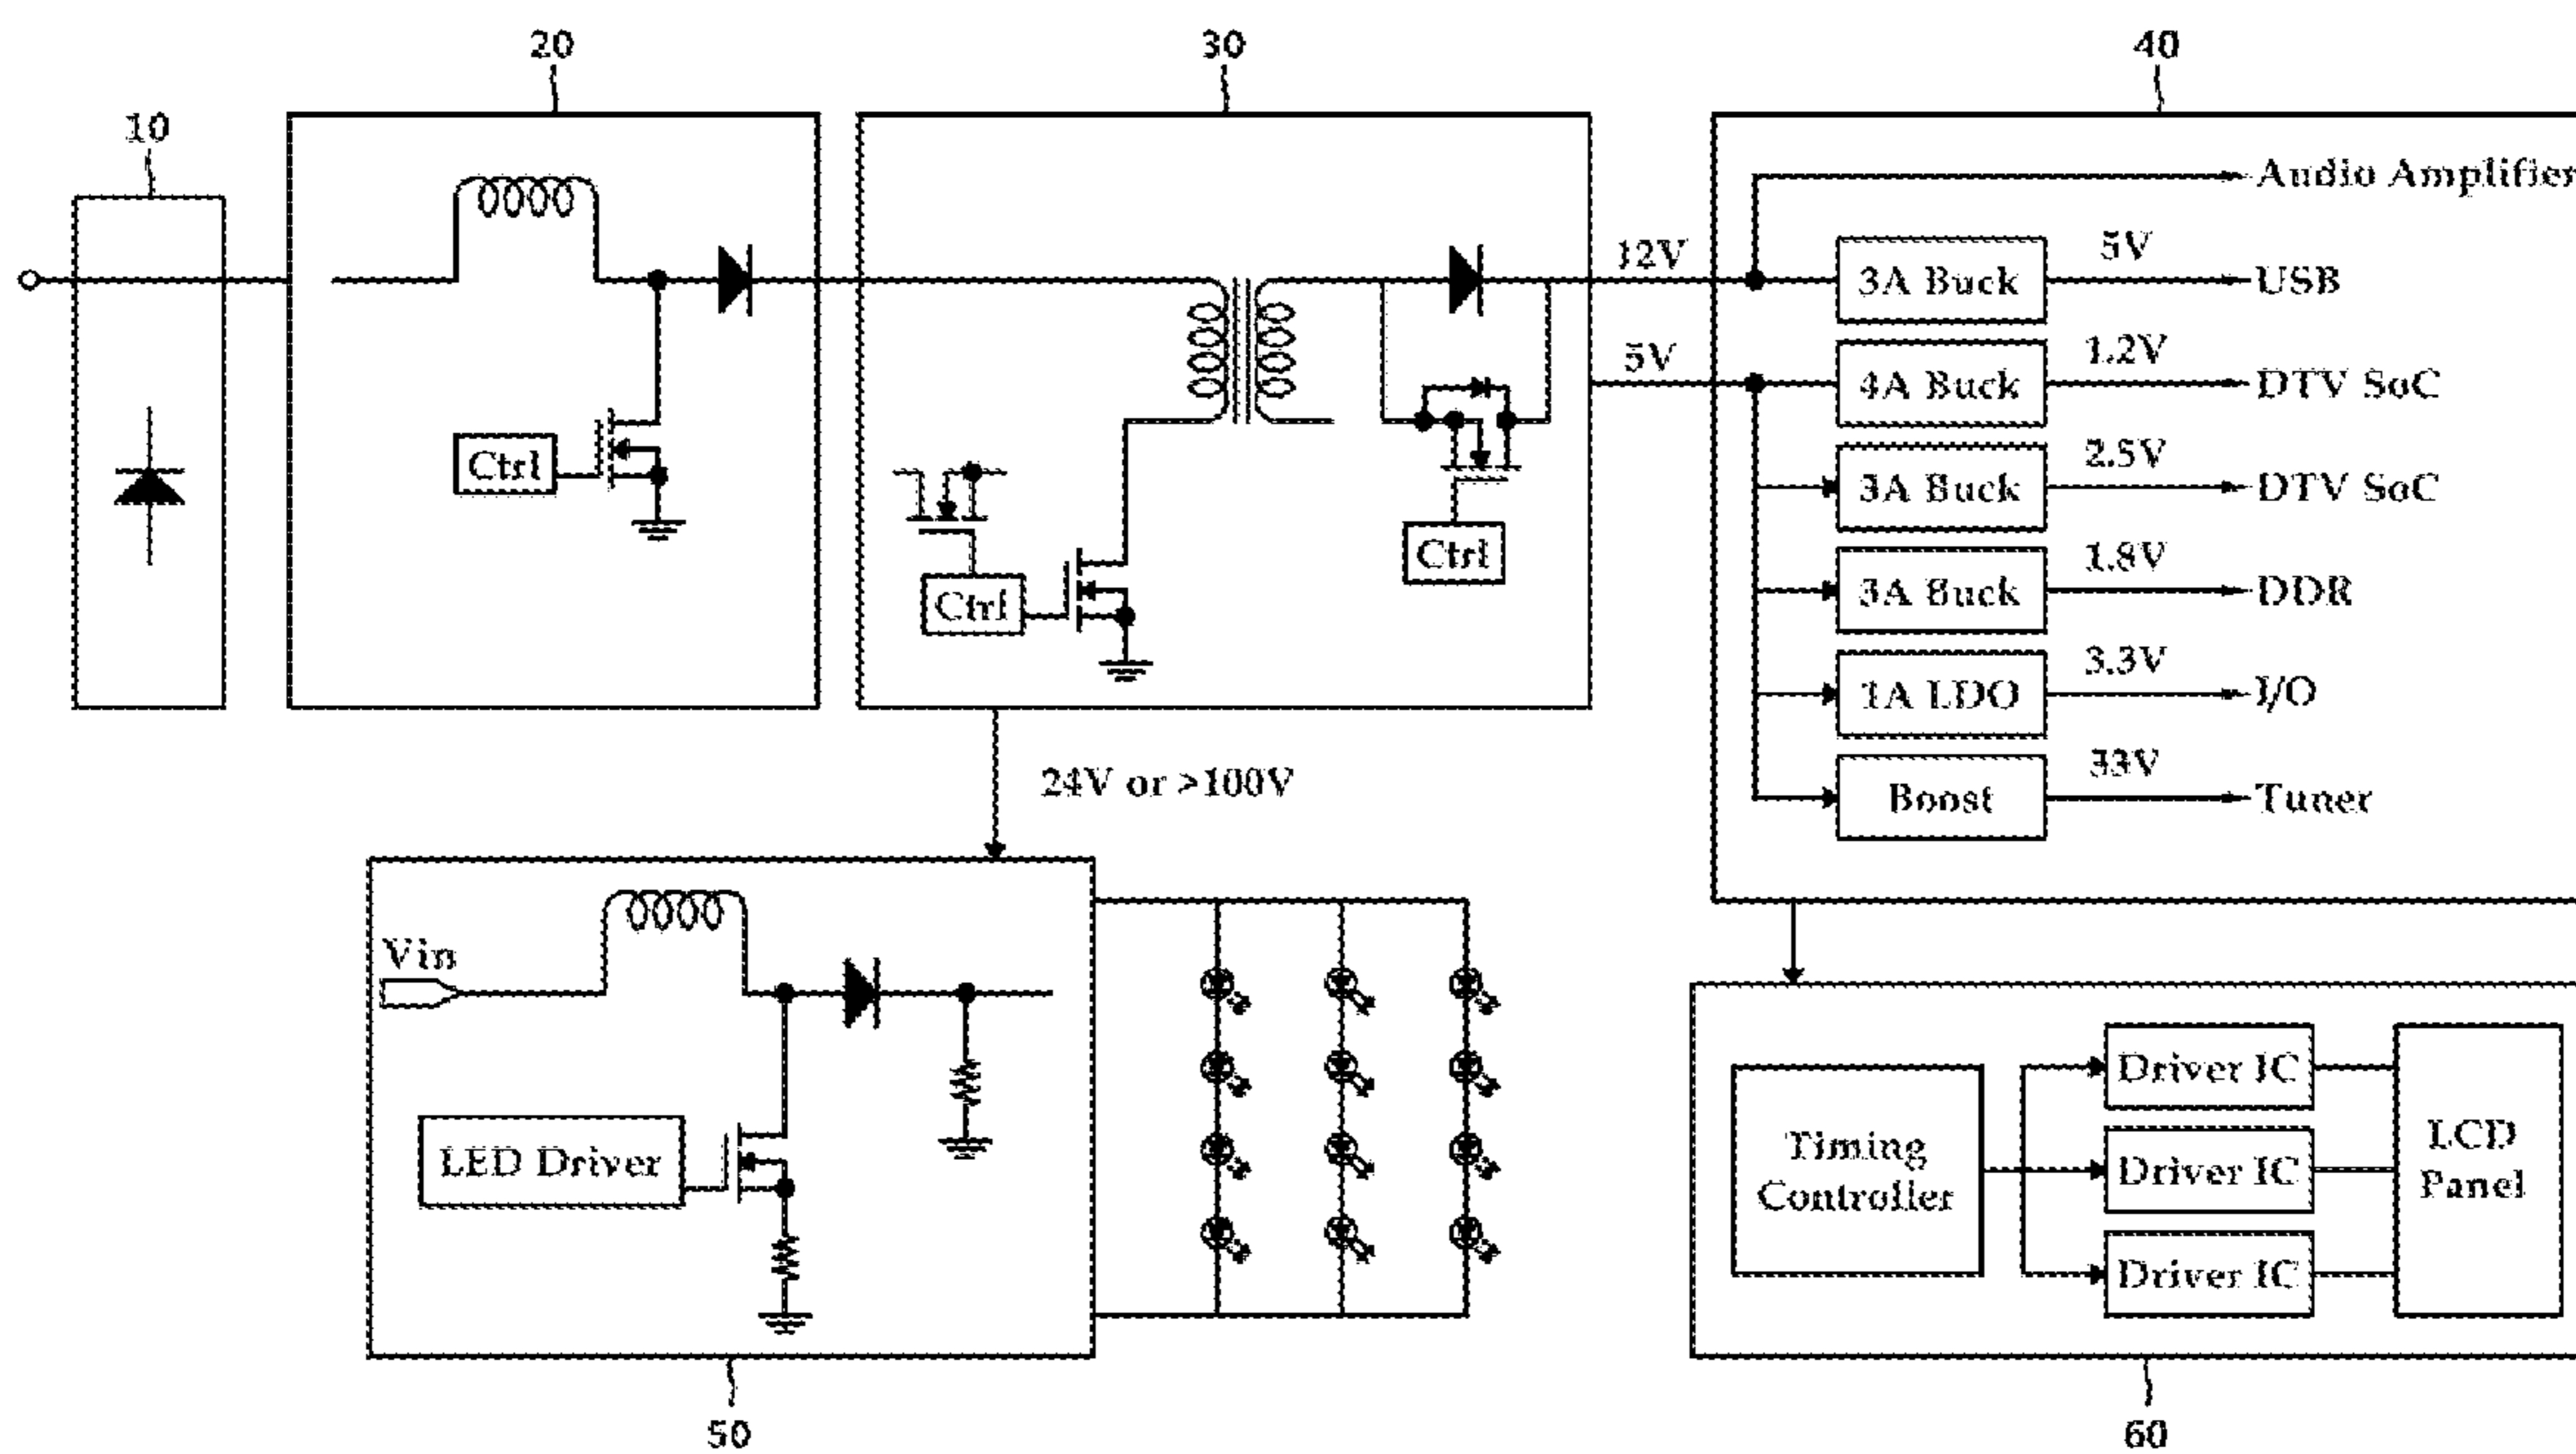 20
30
40
10
Audio Amplifier
12V
3A Buck
5V
USB
5V
4A Buck
1.2V
DTV SoC
Ctrl
3A Buck
2.5V
DTV SoC
Ctrl
Ctrl
3A Buck
1.8V
DDR
1A LDO
3.3V
I/O
24V or >100V
Boost
33V
Tuner
Vin
LED Driver
Timing
Controller
Driver IC
Driver IC
Driver IC
LCD
Panel
50
60